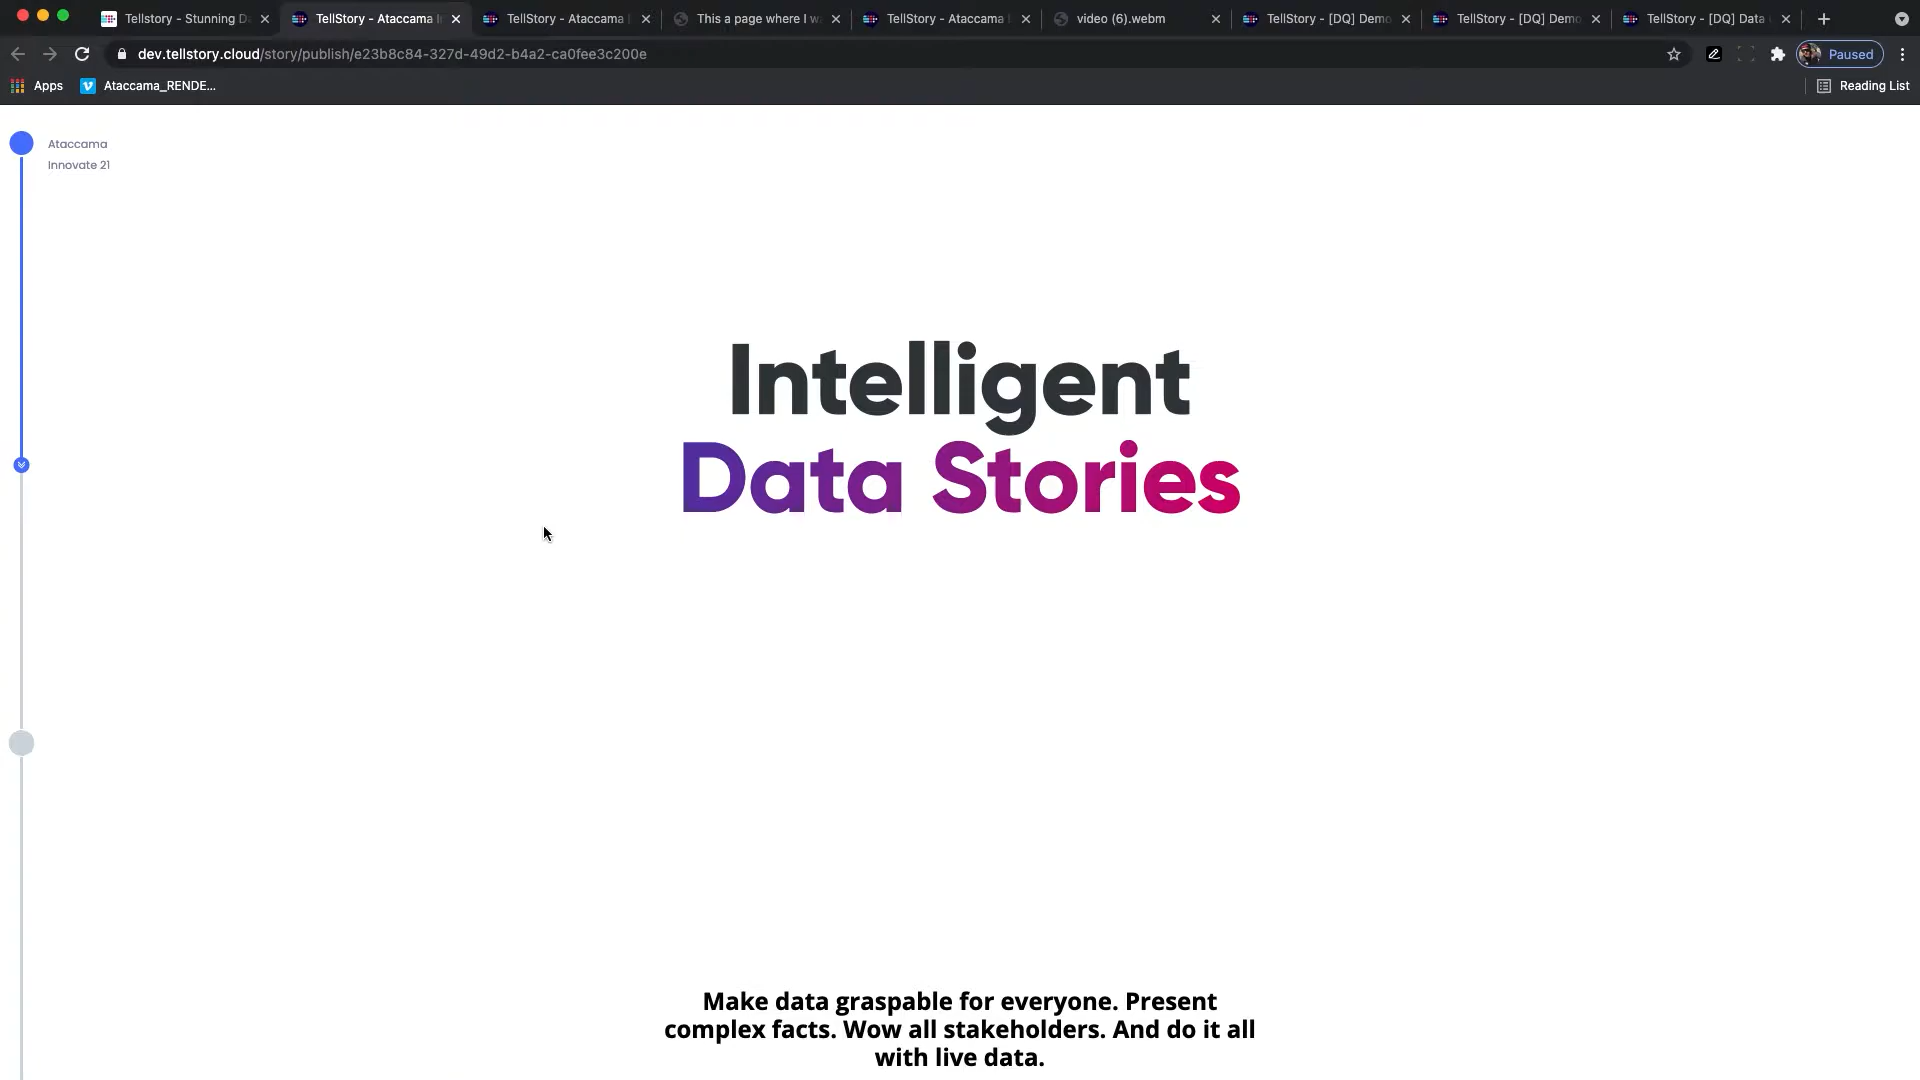 Tellstory - Stunning D
TellStory - Ataccama I
TellStory - Ataccama
This a page where I w
TellStory - Ataccama
video (6).webm
TellStory - [DQ] Demo
TellStory - [DQ] Demo
TellStory - [DQ] Data
dev.tellstory.cloud/story/publish/e23b8c84-327d-49d2-b4a2-ca0fee3c200e
Paused
Apps
Ataccama_RENDE...
Reading List
Ataccama
Innovate 21
Intelligent
Data Stories
Make data graspable for everyone. Present
complex facts. Wow all stakeholders. And do it all
with live data.